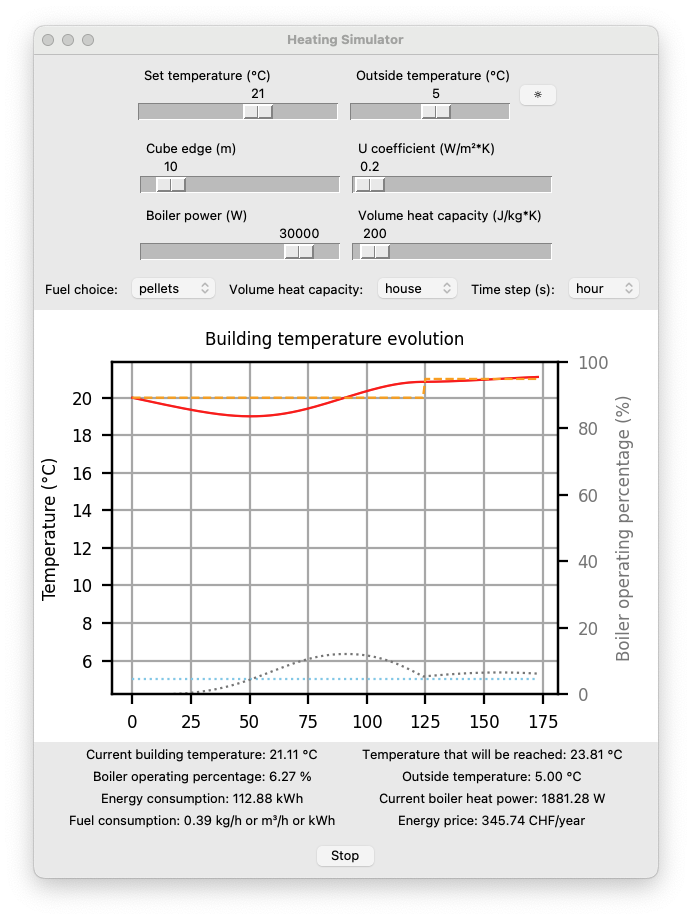 Heating Simulator
Set temperature (°C) Outside temperature (°C)
21 5
Cube edge (m) U coefficient (W/m²*K)
10 0.2
Boiler power (W) Volume heat capacity (J/kg*K)
30000 200
Fuel choice: pellets Volume heat capacity: house Time step (s): hour
Building temperature evolution
Temperature (°C)
20
18
16
14
12
10
8
6
100
80
60
40
20
0
Boiler operating percentage (%)
0 25 50 75 100 125 150 175
Current building temperature: 21.11 °C Temperature that will be reached: 23.81 °C
Boiler operating percentage: 6.27 % Outside temperature: 5.00 °C
Energy consumption: 112.88 kWh Current boiler heat power: 1881.28 W
Fuel consumption: 0.39 kg/h or m³/h or kWh Energy price: 345.74 CHF/year
Stop